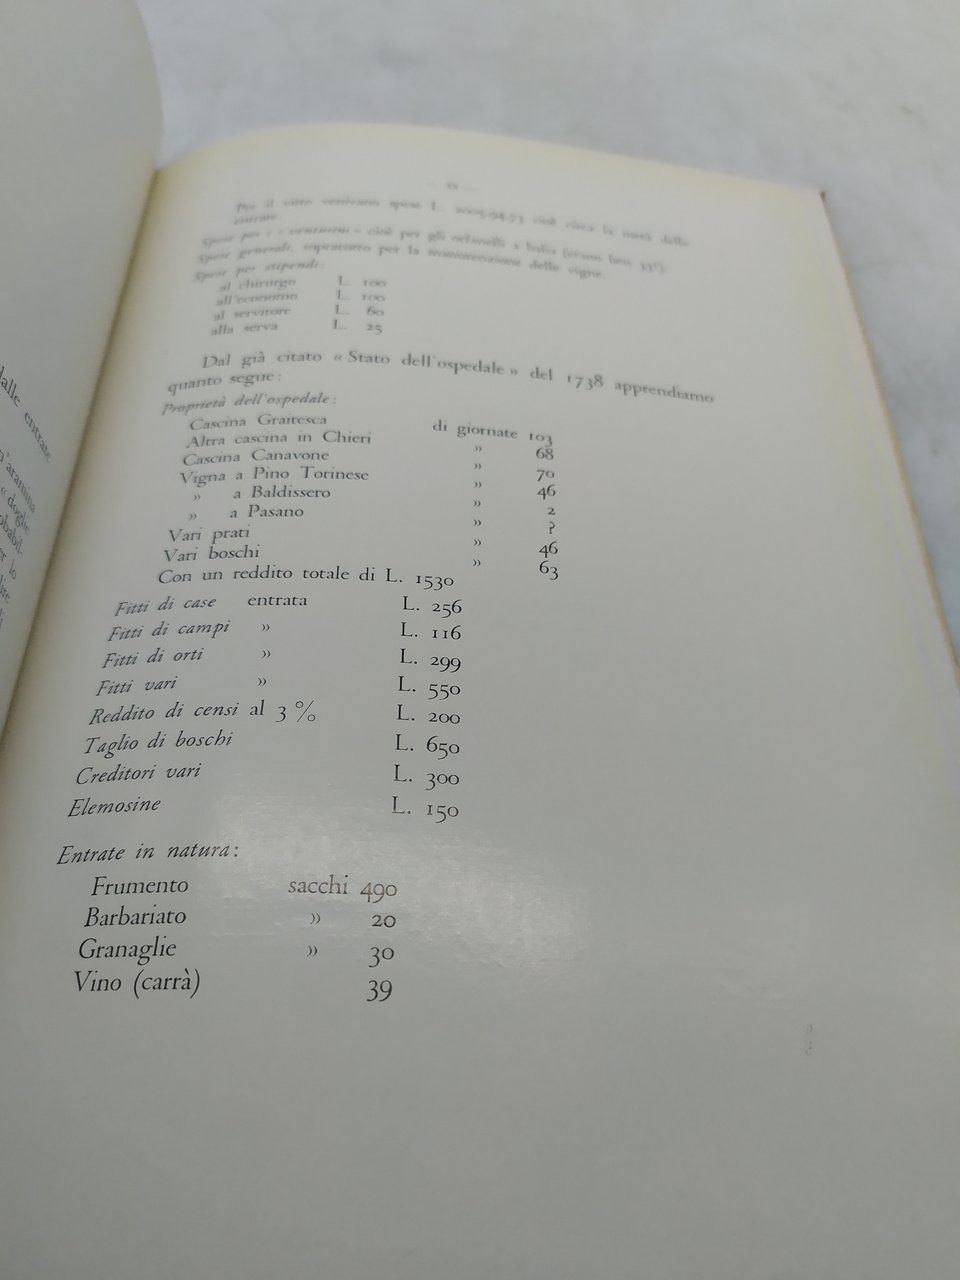 Per il vitto venivano spese L. 2005.94.73 cioè circa la metà delle
entrate.
Spese per i « venturini » cioè per gli orfanelli a balia (erano ben 33!).
Spese generali, sopratutto per la manutenzione delle vigne.
Spese per stipendi:
al chirurgo L. 100
all'economo L. 100
al servitore L. 60
alla serva L. 25
Dal già citato « Stato dell'ospedale » del 1738 apprendiamo
quanto segue:
Proprietà dell'ospedale:
Cascina Graitesca di giornate 103
Altra cascina in Chieri » 68
Cascina Canavone » 70
Vigna a Pino Torinese » 46
» a Baldissero » 2
» a Pasano » ?
Vari prati » 46
Vari boschi » 63
Con un reddito totale di L. 1530
Fitti di case entrata L. 256
Fitti di campi » L. 116
Fitti di orti » L. 299
Fitti vari » L. 550
Reddito di censi al 3 % L. 200
Taglio di boschi L. 650
Creditori vari L. 300
Elemosine L. 150
Entrate in natura:
Frumento sacchi 490
Barbariato » 20
Granaglie » 30
Vino (carrà) 39
dalle entrate
« doglie